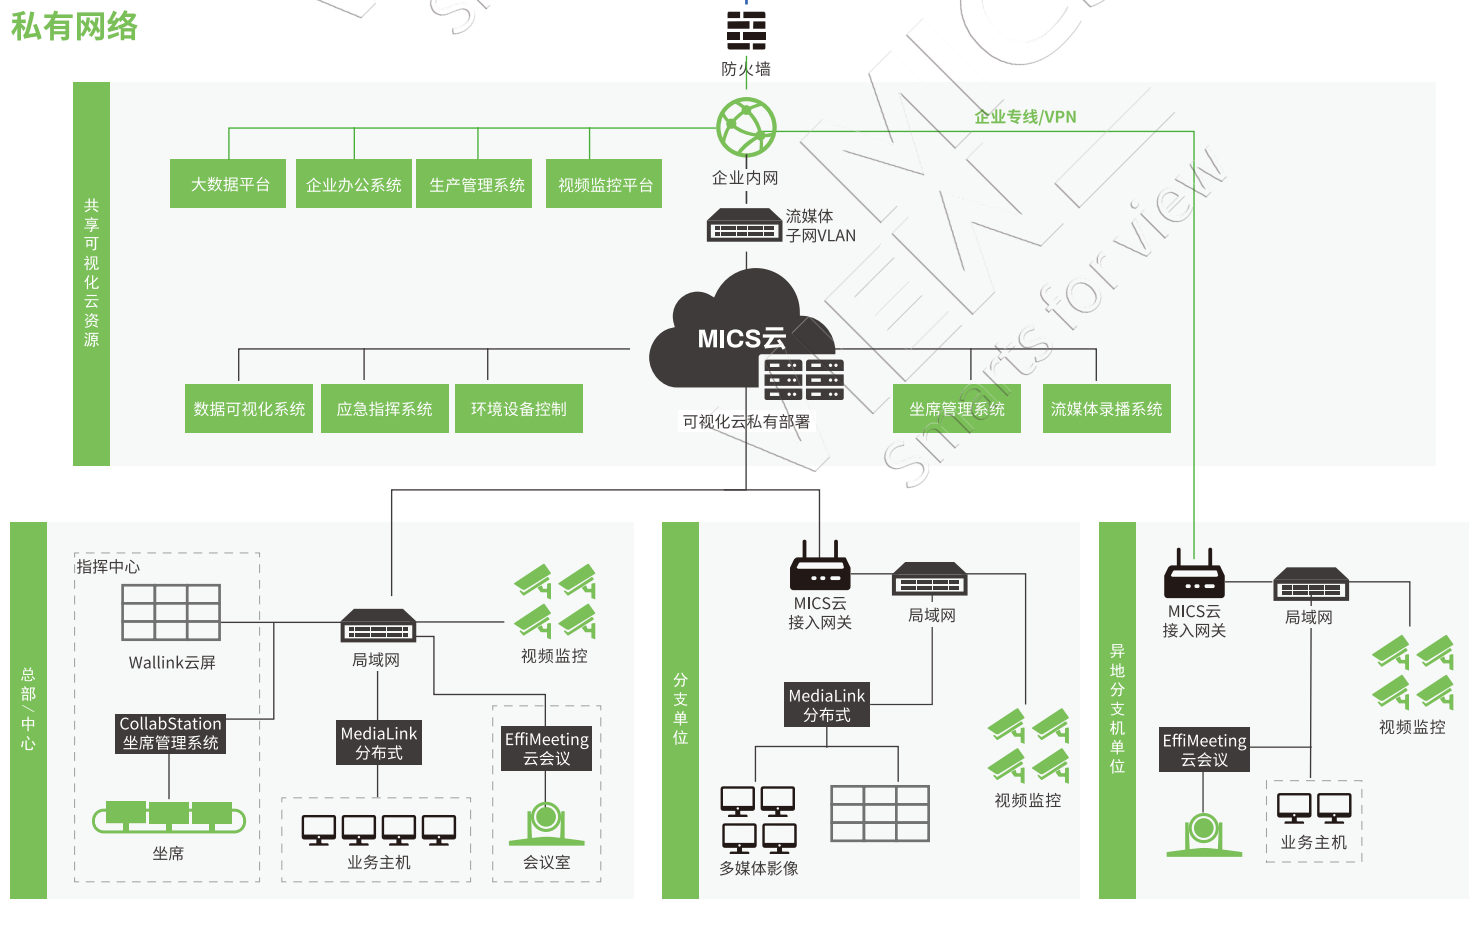 私有网络
防火墙
企业专线/VPN
企业内网
大数据平台
企业办公系统
生产管理系统
视频监控平台
流媒体
子网VLAN
共享可视化云资源
MICS云
数据可视化系统
应急指挥系统
环境设备控制
可视化云私有部署
坐席管理系统
流媒体录播系统
总部/中心
指挥中心
Wallink云屏
CollabStation
坐席管理系统
坐席
局域网
MediaLink
分布式
业务主机
视频监控
EffiMeeting
云会议
会议室
分支单位
MICS云
接入网关
局域网
MediaLink
分布式
多媒体影像
视频监控
异地分支机单位
MICS云
接入网关
局域网
视频监控
EffiMeeting
云会议
业务主机
smarts for view